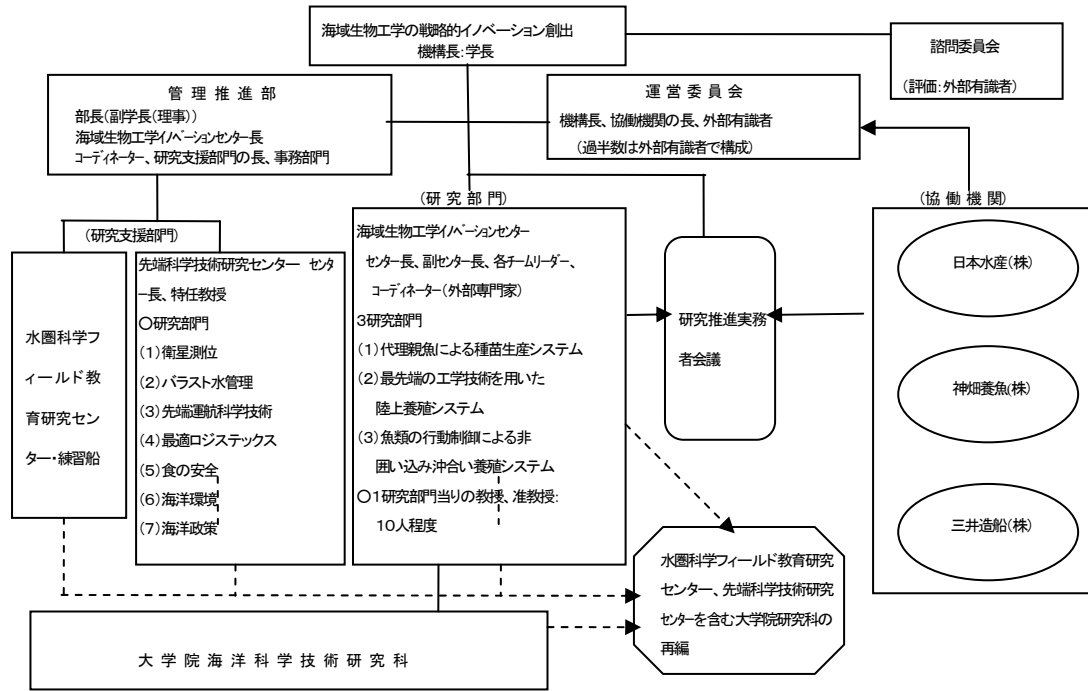 海域生物工学の戦略的イノベーション創出
機構長:学長
諮問委員会
(評価:外部有識者)
管理推進部
部長(副学長(理事))
海域生物工学イノベーションセンター長
コーディネーター、研究支援部門の長、事務部門
運営委員会
機構長、協働機関の長、外部有識者
(過半数は外部有識者で構成)
(研究支援部門)
水圏科学フ
ィールド教
育研究セン
ター・練習船
先端科学技術研究センター センタ
ー長、特任教授
○研究部門
(1)衛星測位
(2)バラスト水管理
(3)先端運航科学技術
(4)最適ロジステックス
(5)食の安全
(6)海洋環境
(7)海洋政策
(研究部門)
海域生物工学イノベーションセンター
センター長、副センター長、各チームリーダー、
コーディネーター(外部専門家)
3研究部門
(1)代理親魚による種苗生産システム
(2)最先端の工学技術を用いた
陸上養殖システム
(3)魚類の行動制御による非
囲い込み沖合い養殖システム
○1研究部門当りの教授、准教授:
10人程度
研究推進実務
者会議
(協働機関)
日本水産(株)
神畑養魚(株)
三井造船(株)
水圏科学フィールド教育研究
センター、先端科学技術研究
センターを含む大学院研究科の
再編
大学院海洋科学技術研究科